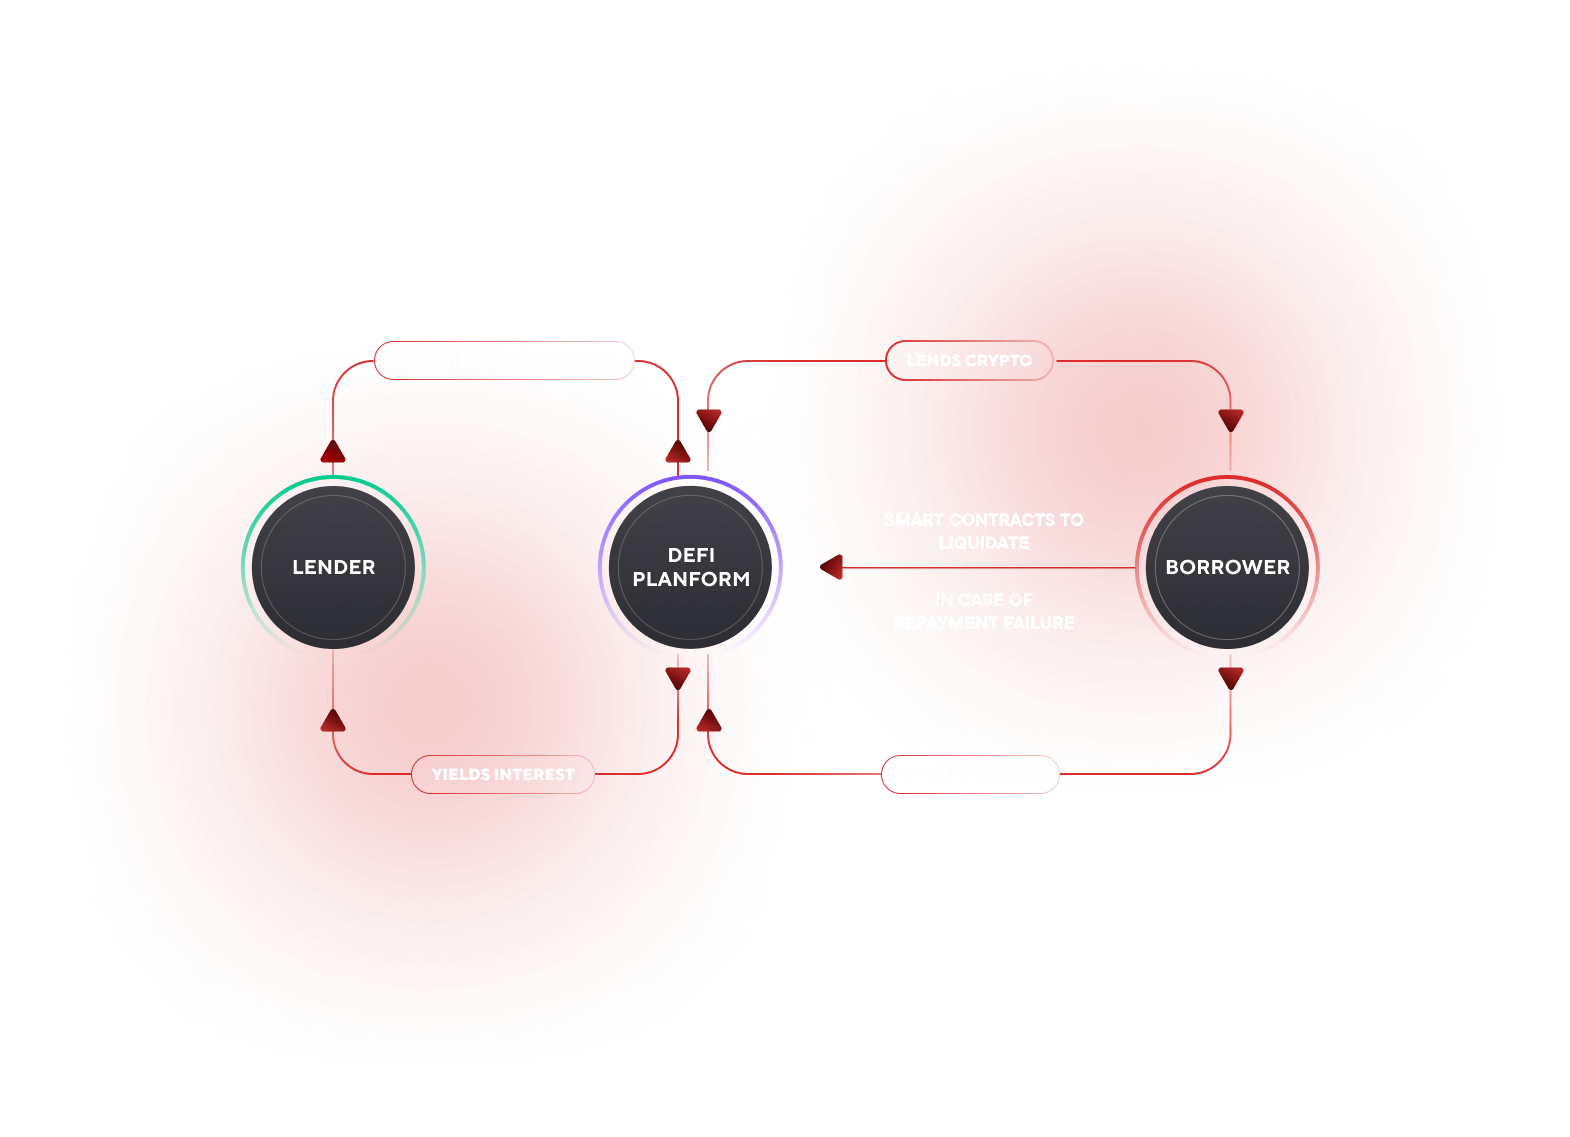 LENDS CRYPTO
SMART CONTRACTS TO
LIQUIDATE
LENDER
DEFI
PLANFORM
BORROWER
IN CASE OF
REPAYMENT FAILURE
YIELDS INTEREST